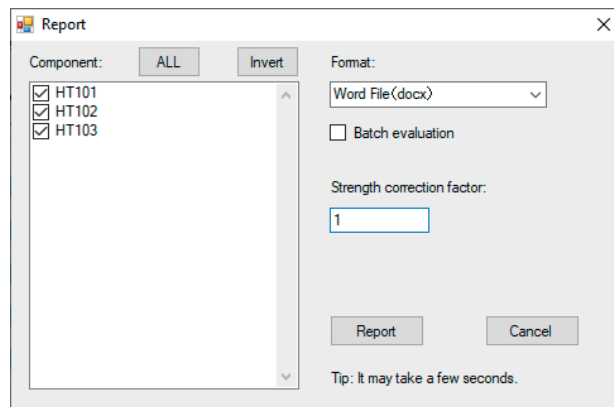 Report
Component:
ALL
Invert
HT101
HT102
HT103
Format:
Word File(docx)
Batch evaluation
Strength correction factor:
1
Report
Cancel
Tip: It may take a few seconds.